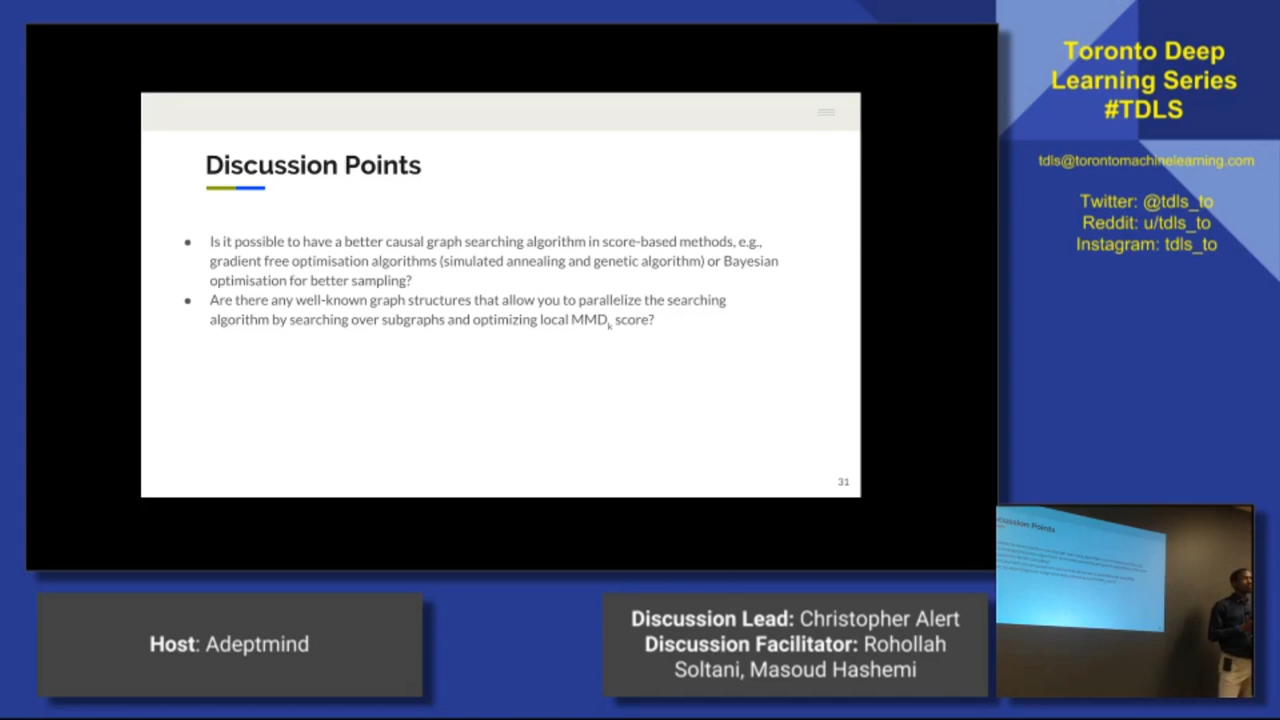 Discussion Points
● Is it possible to have a better causal graph searching algorithm in score-based methods, e.g.,
gradient free optimisation algorithms (simulated annealing and genetic algorithm) or Bayesian
optimisation for better sampling?
● Are there any well-known graph structures that allow you to parallelize the searching
algorithm by searching over subgraphs and optimizing local MMDk score?
31
Toronto Deep
Learning Series
#TDLS
tdls@torontomachinelearning.com
Twitter: @tdls_to
Reddit: u/tdls_to
Instagram: tdls_to
Host: Adeptmind
Discussion Lead: Christopher Alert
Discussion Facilitator: Rohollah
Soltani, Masoud Hashemi
Discussion Points